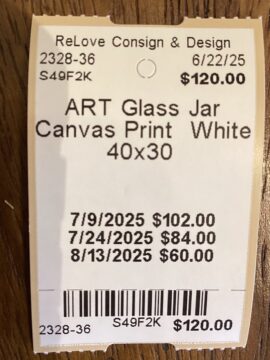 ReLove Consign & Design
2328-36 6/22/25
S49F2K $120.00
ART Glass Jar
Canvas Print White
40x30
7/9/2025 $102.00
7/24/2025 $84.00
8/13/2025 $60.00
2328-36 S49F2K $120.00